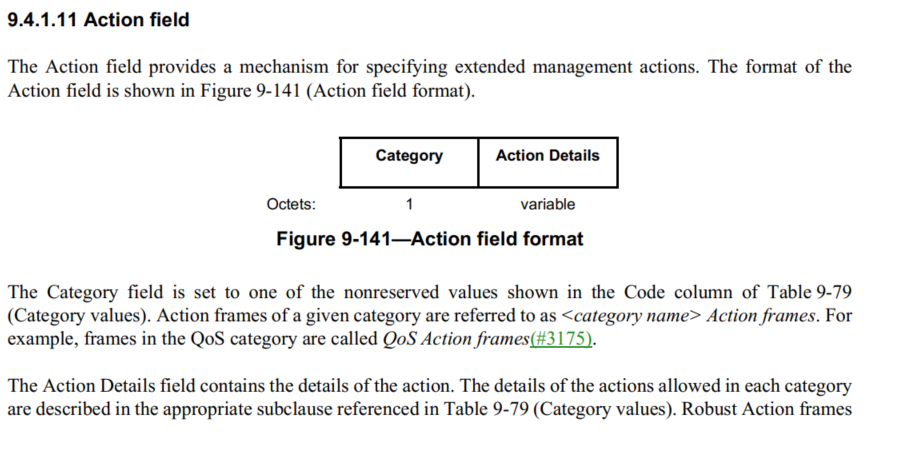 9.4.1.11 Action field
The Action field provides a mechanism for specifying extended management actions. The format of the
Action field is shown in Figure 9-141 (Action field format).
Category Action Details
Octets: 1 variable
Figure 9-141—Action field format
The Category field is set to one of the nonreserved values shown in the Code column of Table 9-79
(Category values). Action frames of a given category are referred to as <category name> Action frames. For
example, frames in the QoS category are called QoS Action frames(#3175).
The Action Details field contains the details of the action. The details of the actions allowed in each category
are described in the appropriate subclause referenced in Table 9-79 (Category values). Robust Action frames